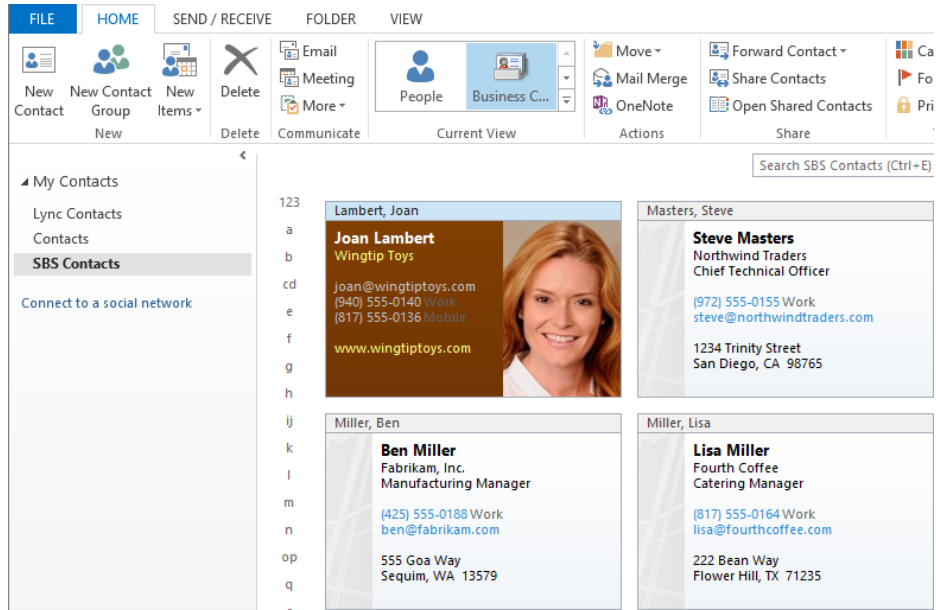 FILE HOME SEND / RECEIVE FOLDER VIEW
New Contact
New Contact Group
New Items
New
Delete
Delete
Email
Meeting
More
Communicate
People
Business C...
Current View
Move
Mail Merge
OneNote
Actions
Forward Contact
Share Contacts
Open Shared Contacts
Share
Ca
Fo
Pri
My Contacts
Lync Contacts
Contacts
SBS Contacts
Connect to a social network
Search SBS Contacts (Ctrl+E)
123
a
b
cd
e
f
g
h
ij
k
l
m
n
op
q
Lambert, Joan
Joan Lambert
Wingtip Toys
joan@wingtiptoys.com
(940) 555-0140 Work
(817) 555-0136 Mobile
www.wingtiptoys.com
Masters, Steve
Steve Masters
Northwind Traders
Chief Technical Officer
(972) 555-0155 Work
steve@northwindtraders.com
1234 Trinity Street
San Diego, CA 98765
Miller, Ben
Ben Miller
Fabrikam, Inc.
Manufacturing Manager
(425) 555-0188 Work
ben@fabrikam.com
555 Goa Way
Sequim, WA 13579
Miller, Lisa
Lisa Miller
Fourth Coffee
Catering Manager
(817) 555-0164 Work
lisa@fourthcoffee.com
222 Bean Way
Flower Hill, TX 71235